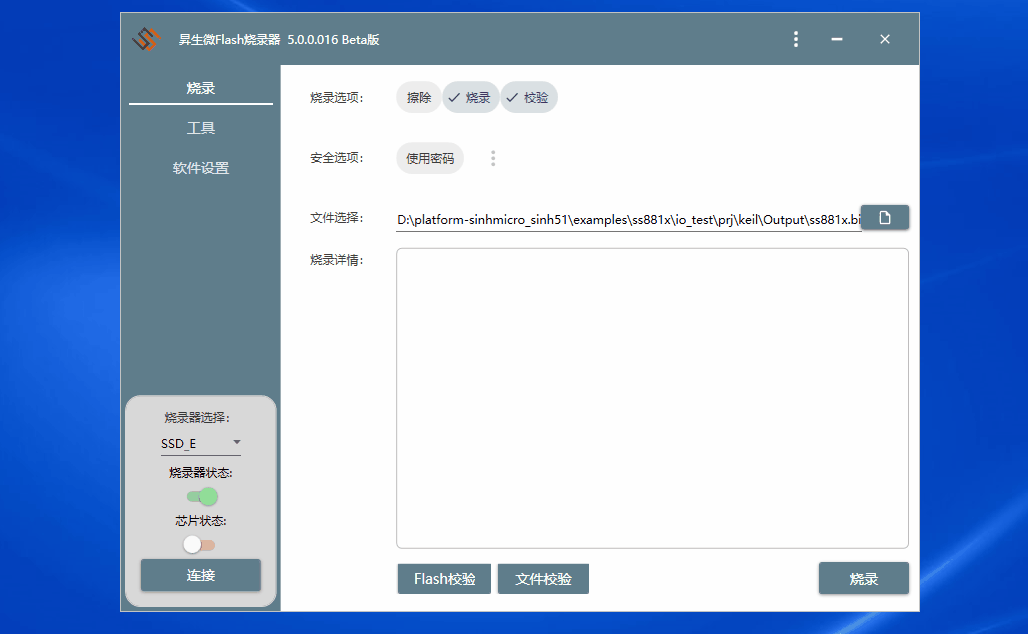 昇生微Flash烧录器 5.0.0.016 Beta版
烧录
工具
软件设置
烧录选项:
擦除 烧录 校验
安全选项:
使用密码
文件选择:
D:\platform-sinhmicro_sinh51\examples\ss881x\io_test\prj\keil\Output\ss881x.bi
烧录详情:
烧录器选择:
SSD_E
烧录器状态:
芯片状态:
连接
Flash校验 文件校验 烧录